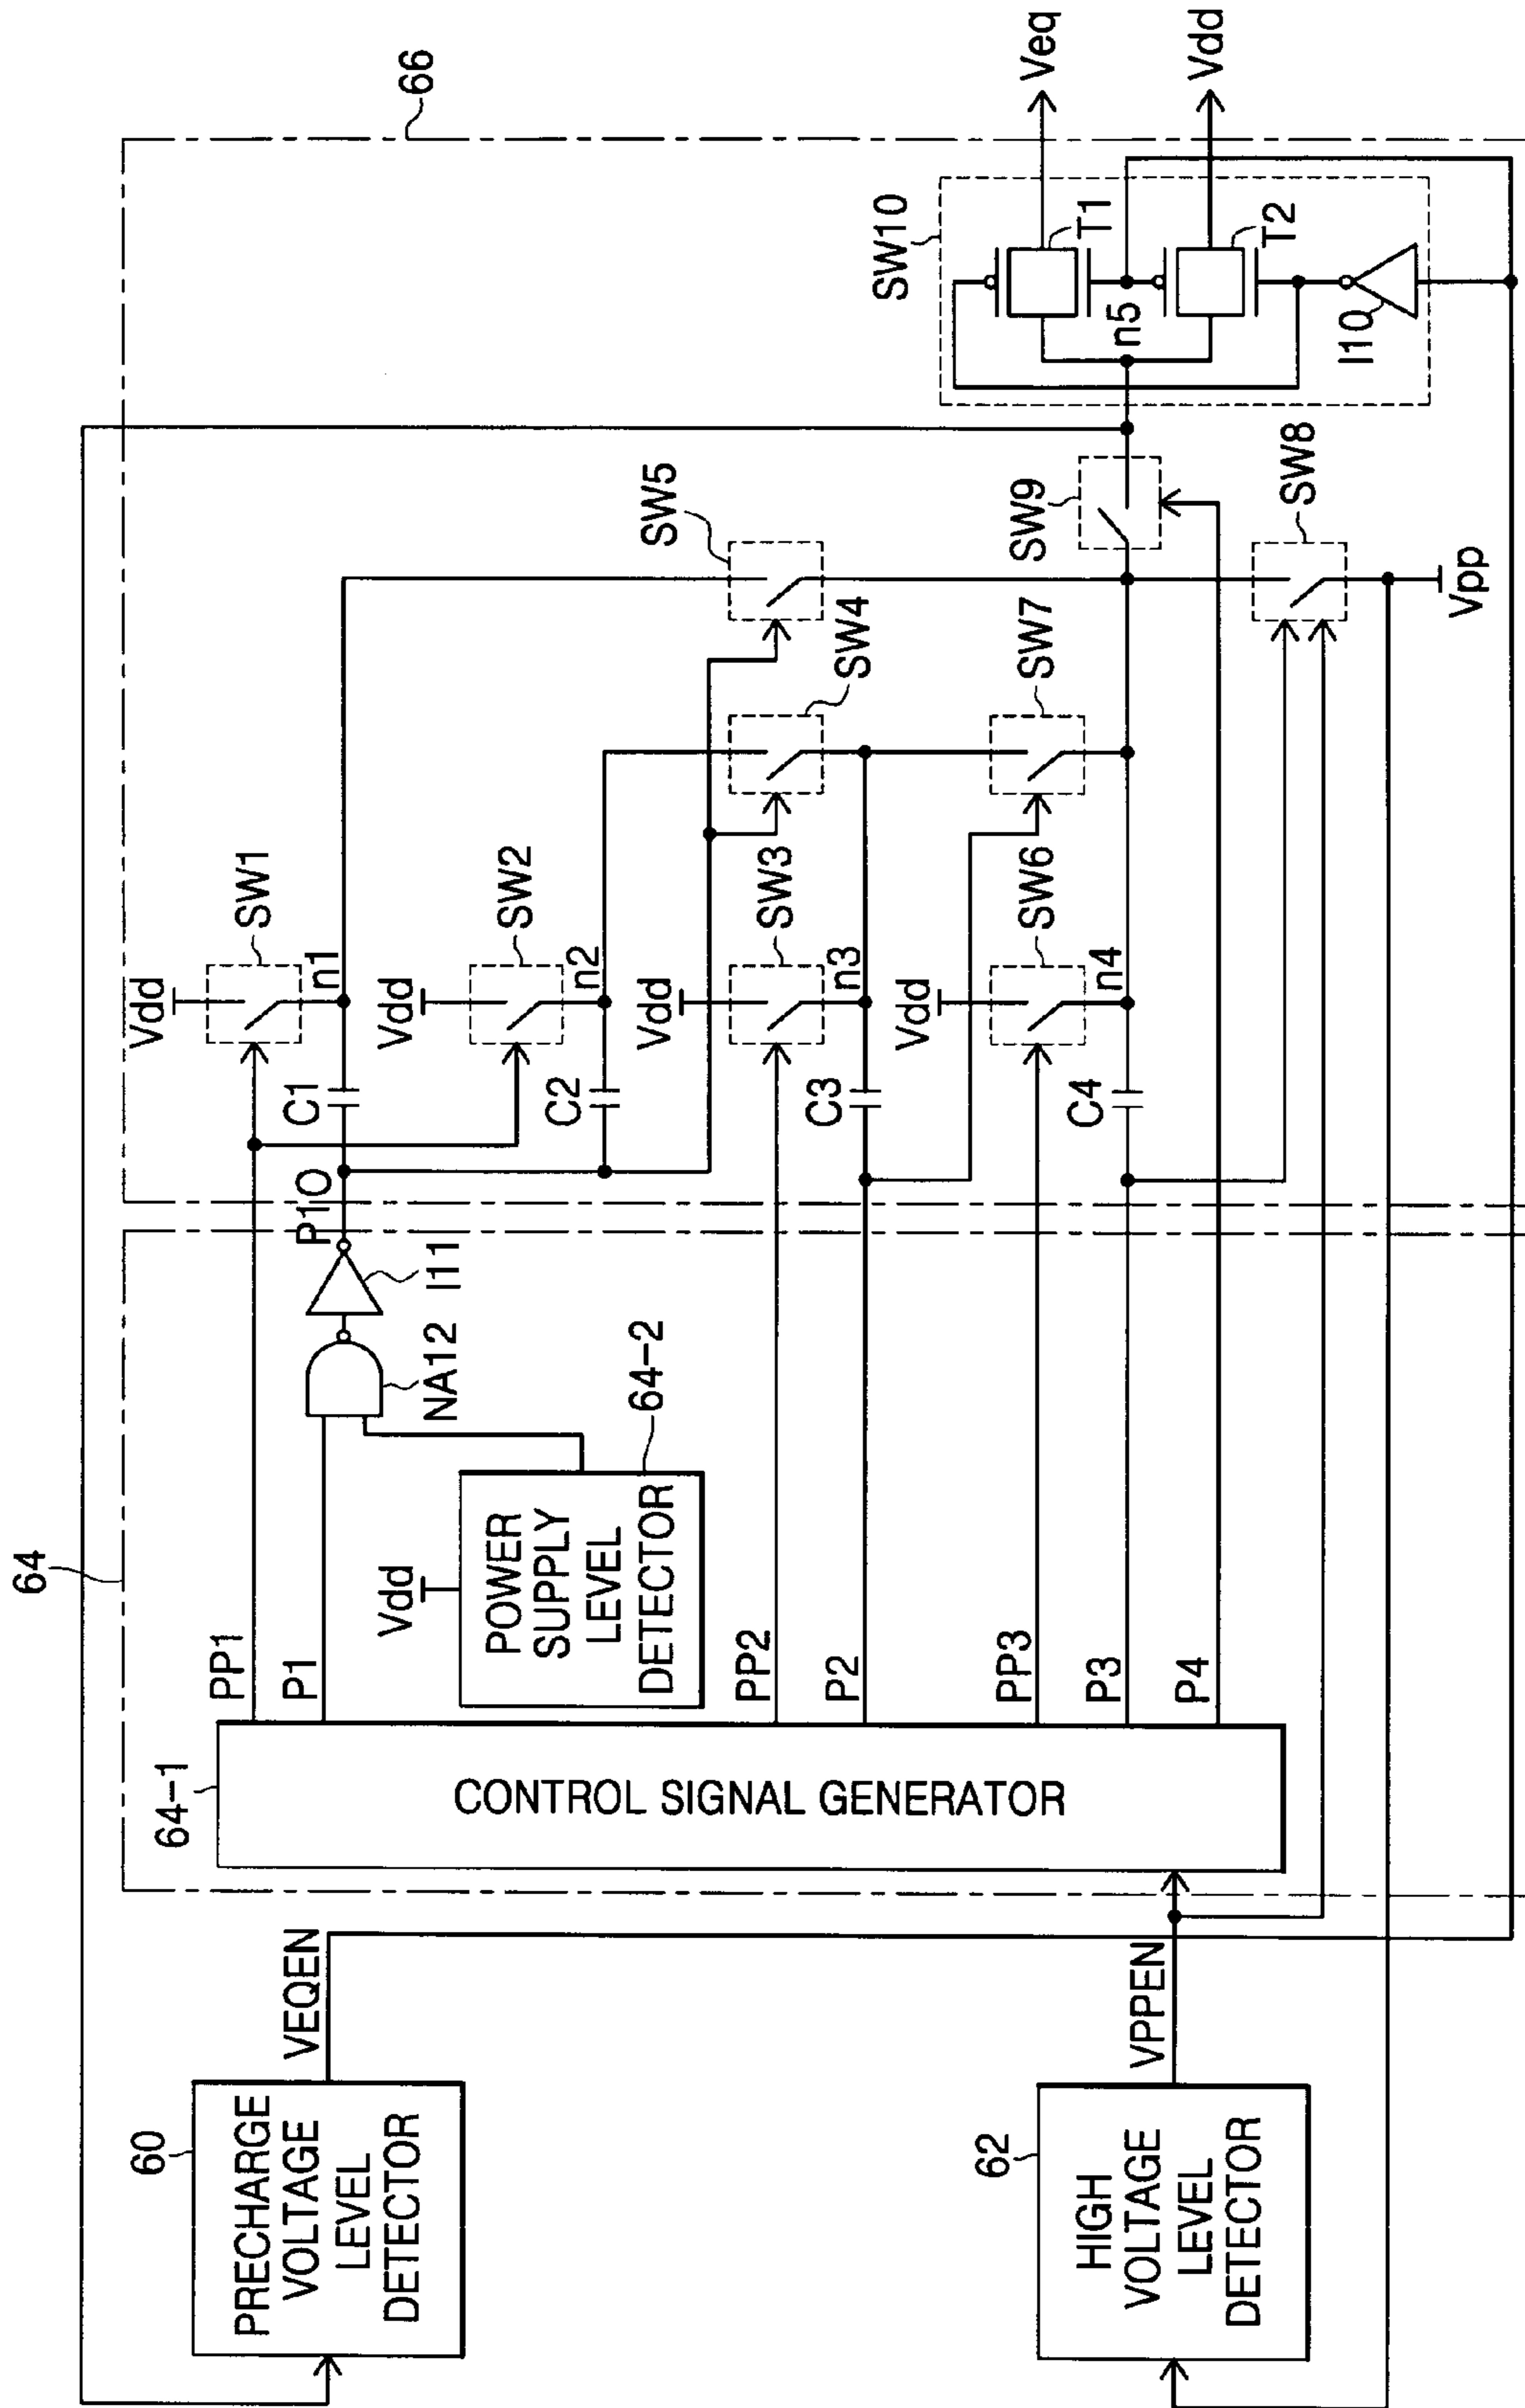 64
66
60
PRECHARGE
VOLTAGE
LEVEL
DETECTOR
VEQEN
62
HIGH
VOLTAGE
LEVEL
DETECTOR
VPPEN
64-1
CONTROL SIGNAL GENERATOR
PP1
P1
Vdd
POWER
SUPPLY
LEVEL
DETECTOR
64-2
NA12
I11
P1O
PP2
P2
PP3
P3
P4
Vdd
SW1
C1
n1
Vdd
SW2
C2
n2
Vdd
SW3
C3
n3
Vdd
SW6
C4
n4
SW5
SW4
SW7
SW9
SW8
Vpp
SW10
T1
n5
T2
I10
Veq
Vdd